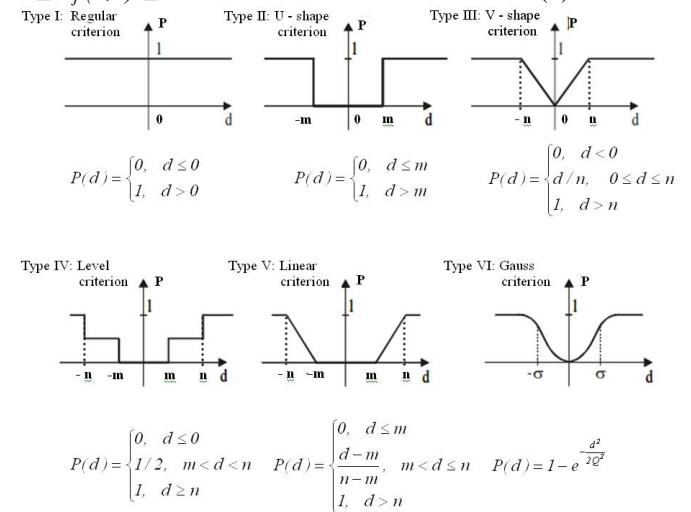 Type I: Regular criterion
P
1
0
d
P(d)={0, d≤0
1, d>0
Type II: U - shape criterion
P
1
-m
0
m
d
P(d)={0, d≤m
1, d>m
Type III: V - shape criterion
P
1
- n
0
n
d
P(d)={0, d<0
d/n, 0≤d≤n
1, d>n
Type IV: Level criterion
P
1
- n
-m
m
n
d
P(d)={0, d≤0
1/2, m<d<n
1, d≥n
Type V: Linear criterion
P
1
- n
-m
m
n
d
P(d)={0, d≤m
d-m
n-m
, m<d≤n
1, d>n
Type VI: Gauss criterion
P
1
-σ
σ
d
P(d)=1-e^-d²/2Q²